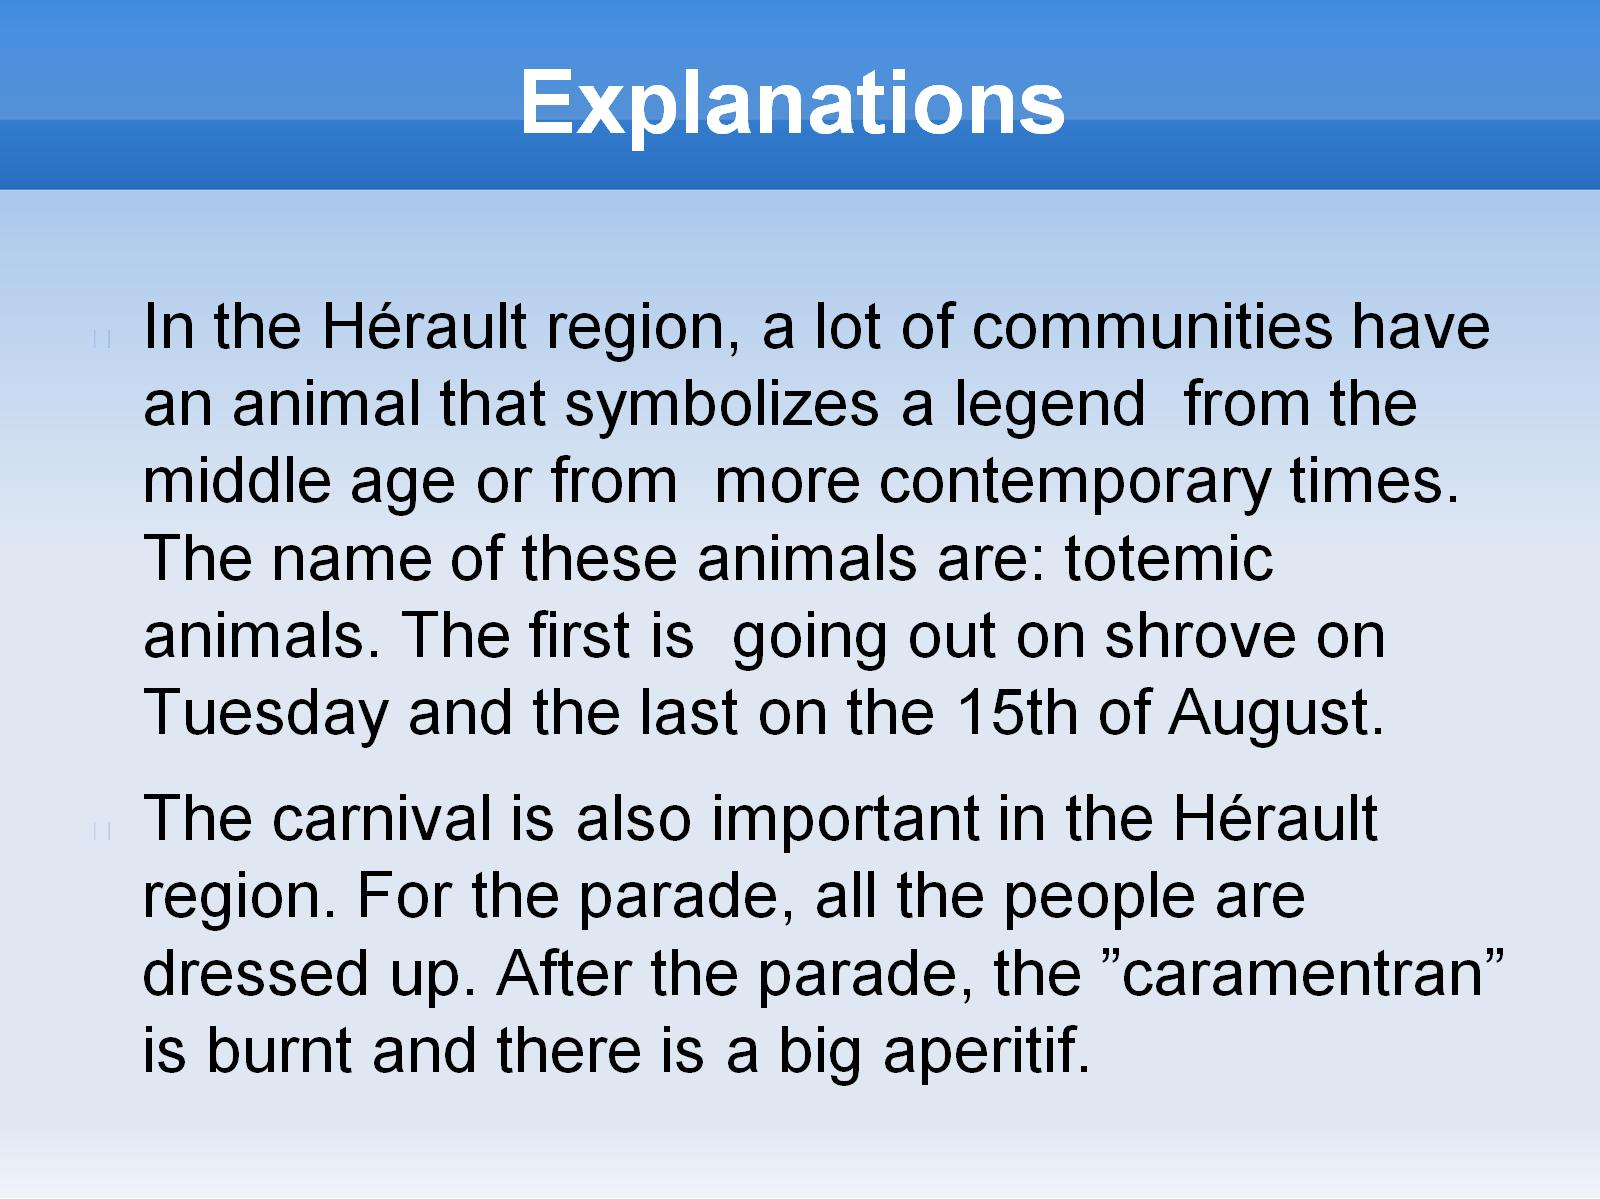 Explanations
In the Hérault region, a lot of communities have
an animal that symbolizes a legend  from the
middle age or from  more contemporary times.
The name of these animals are: totemic
animals. The first is  going out on shrove on
Tuesday and the last on the 15th of August.
The carnival is also important in the Hérault
region. For the parade, all the people are
dressed up. After the parade, the ”caramentran”
is burnt and there is a big aperitif.